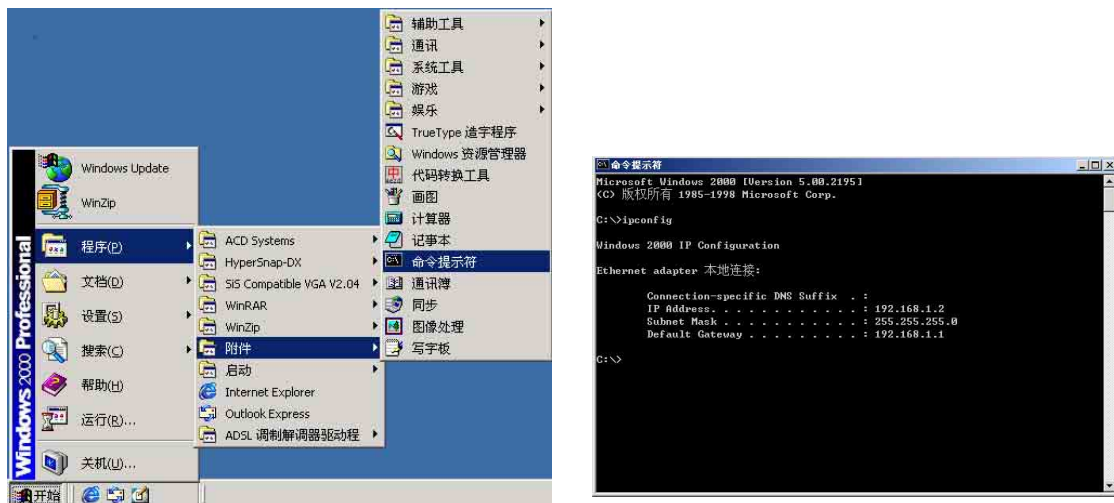 辅助工具
通讯
系统工具
游戏
娱乐
TrueType 造字程序
Windows 资源管理器
代码转换工具
画图
计算器
记事本
命令提示符
通讯簿
同步
图像处理
写字板
Windows Update
WinZip
程序(P)
文档(D)
设置(S)
搜索(C)
帮助(H)
运行(R)...
关机(U)...
ACD Systems
HyperSnap-DX
SiS Compatible VGA V2.04
WinRAR
WinZip
附件
启动
Internet Explorer
Outlook Express
ADSL 调制解调器驱动程
Windows 2000 Professional
开始
命令提示符
Microsoft Windows 2000 [Version 5.00.2195]
(C) 版权所有 1985-1998 Microsoft Corp.
C:\>ipconfig
Windows 2000 IP Configuration
Ethernet adapter 本地连接:
Connection-specific DNS Suffix  . :
IP Address. . . . . . . . . . . . : 192.168.1.2
Subnet Mask . . . . . . . . . . . : 255.255.255.0
Default Gateway . . . . . . . . . : 192.168.1.1
C:\>